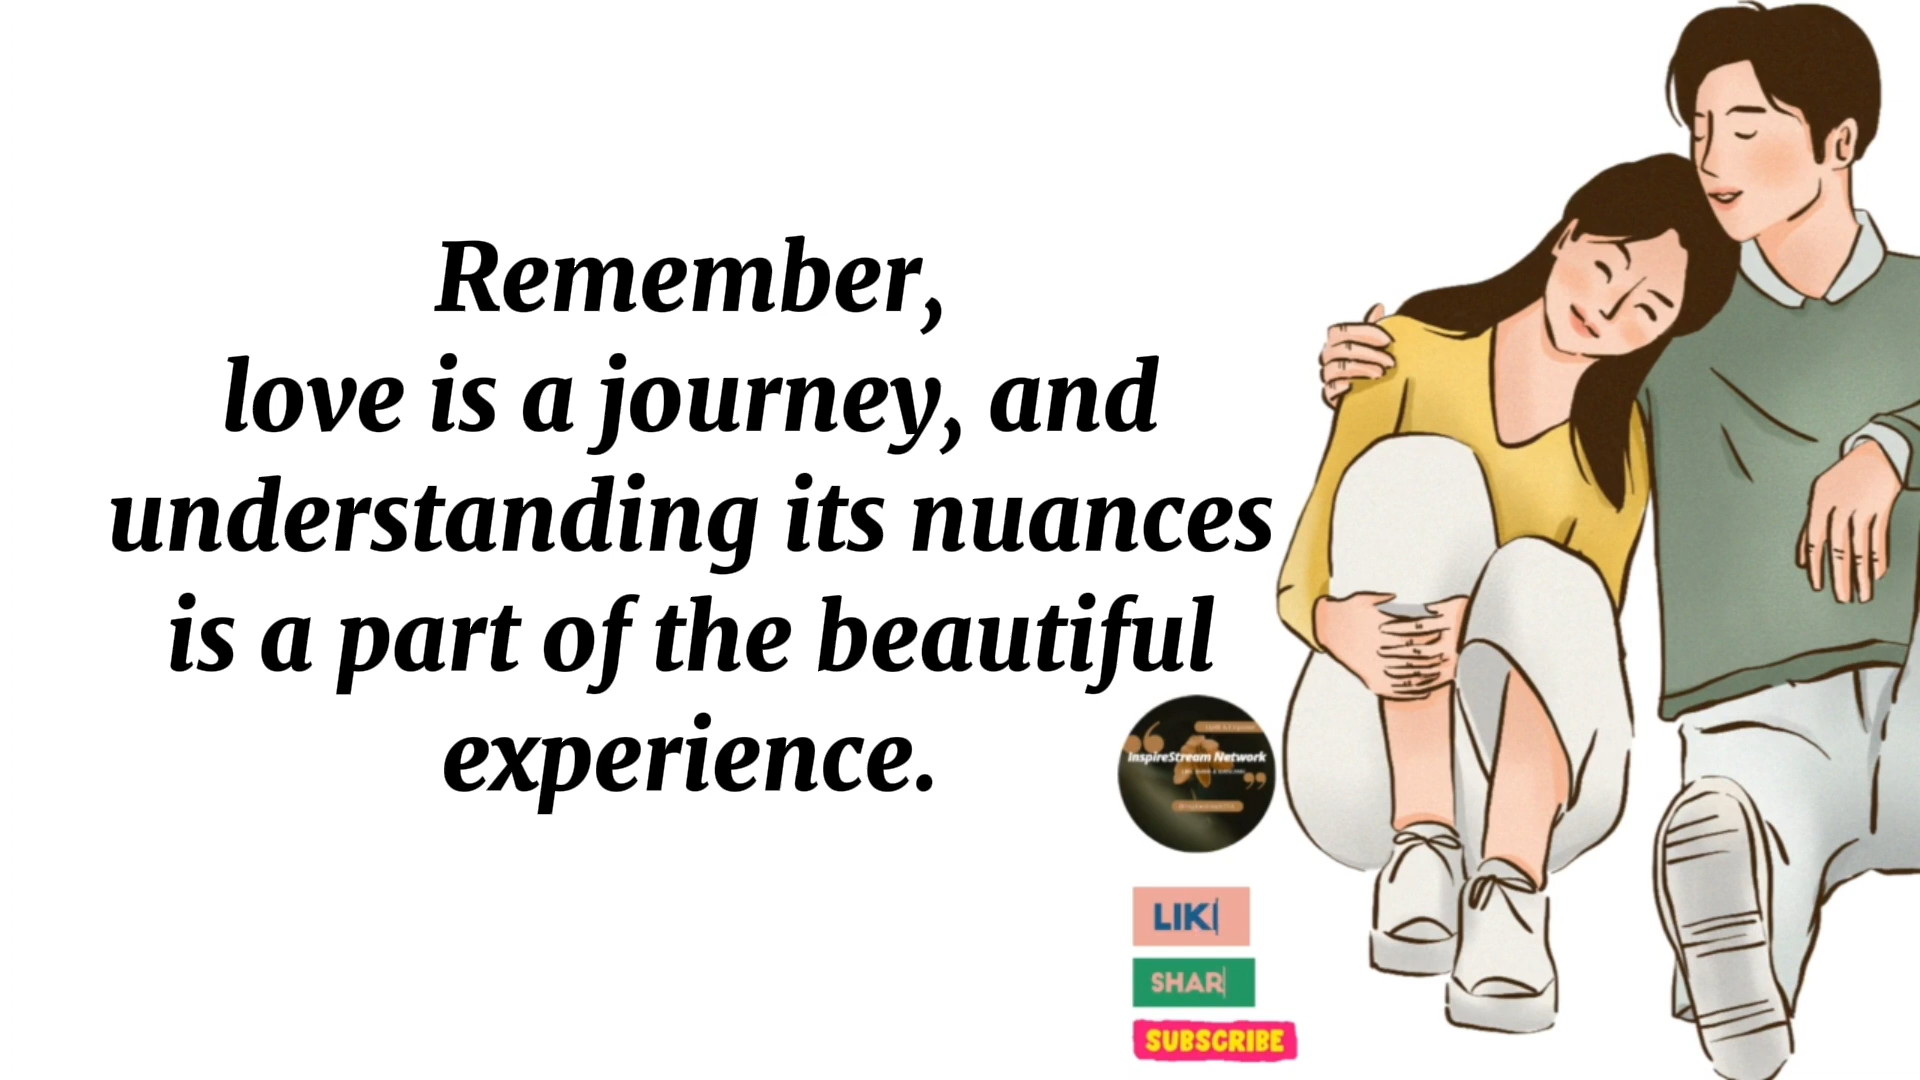 Remember,
love is a journey, and
understanding its nuances
is a part of the beautiful
experience.
InspireStream Network
LIK
SHAR
SUBSCRIBE